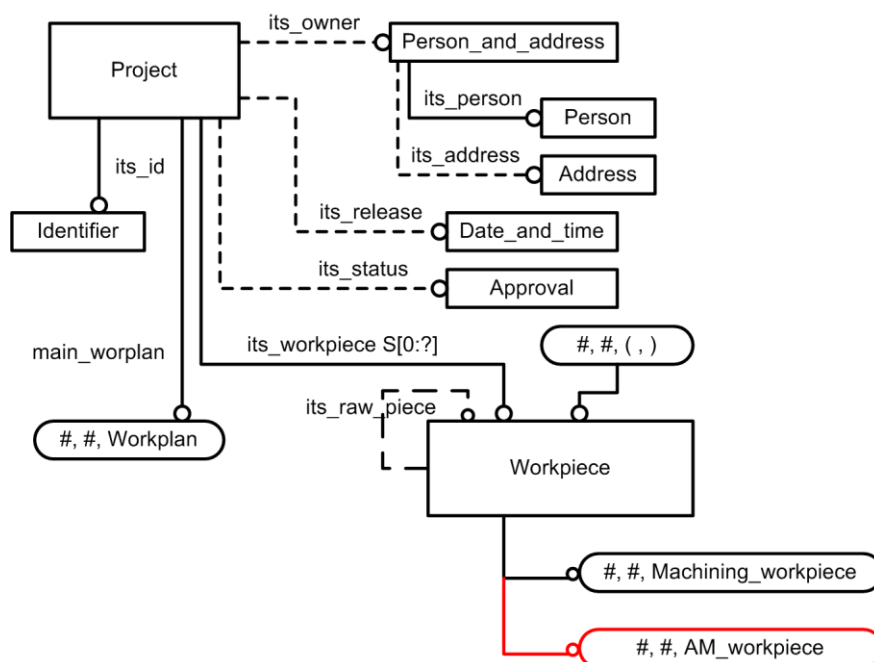 its_owner
Person_and_address
Project
its_person
Person
its_id
its_address
Address
its_release
Identifier
Date_and_time
its_status
Approval
main_worplan
its_workpiece S[0:?]
#, #, ( , )
its_raw_piece
#, #, Workplan
Workpiece
#, #, Machining_workpiece
#, #, AM_workpiece